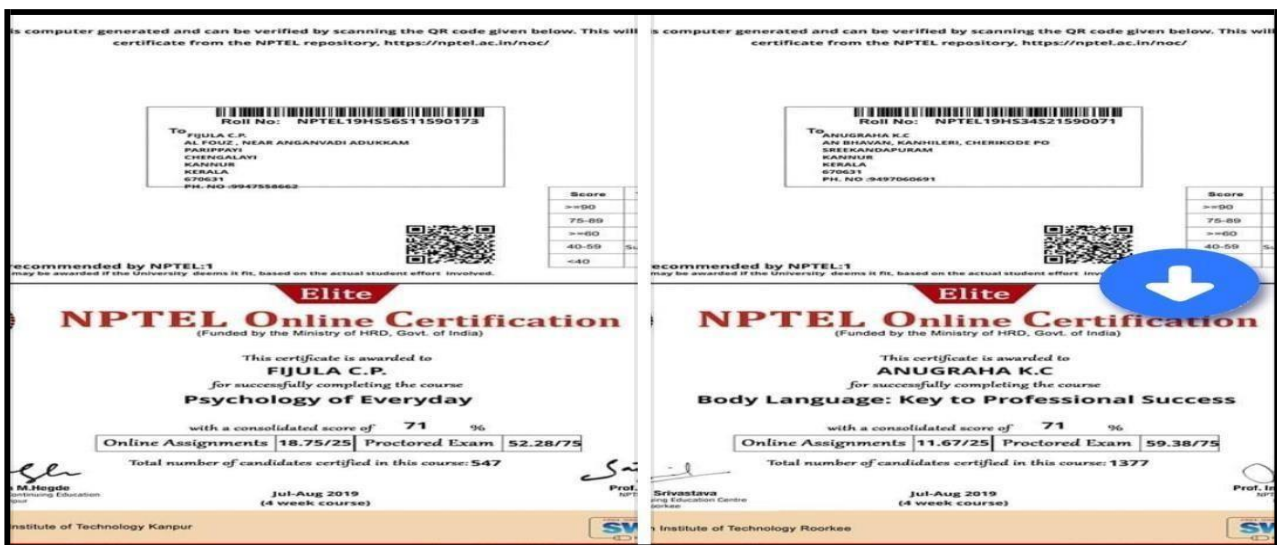 is computer generated and can be verified by scanning the QR code given below. This will
certificate from the NPTEL repository, https://nptel.ac.in/noc/
Roll No: NPTEL19HS56S11590173
To
FIJULA C.P.
AL FOUZ , NEAR ANGANVADI ADUKKAM
PARIPPAYI
CHENGALAYI
KANNUR
KERALA
670631
PH. NO :9947558662
Score
>=90
75-89
>=60
40-59
<40
recommended by NPTEL:1
may be awarded if the University deems it fit, based on the actual student effort involved.
Elite
NPTEL Online Certification
(Funded by the Ministry of HRD, Govt. of India)
This certificate is awarded to
FIJULA C.P.
for successfully completing the course
Psychology of Everyday
with a consolidated score of 71 %
Online Assignments 18.75/25 Proctored Exam 52.28/75
Total number of candidates certified in this course: 547
M.Hegde
Continuing Education
Prof.
Jul-Aug 2019
(4 week course)
Institute of Technology Kanpur
SW
s computer generated and can be verified by scanning the QR code given below. This will
certificate from the NPTEL repository, https://nptel.ac.in/noc/
Roll No: NPTEL19HS34S21590071
To
ANUGRAHA K.C
AN BHAVAN, KANHILERI, CHERIKODE PO
SREEKANDAPURAM
KANNUR
KERALA
670631
PH. NO :9497060691
Score
>=90
75-89
>=60
40-59
<40
recommended by NPTEL:1
may be awarded if the University deems it fit, based on the actual student effort
Elite
NPTEL Online Certification
(Funded by the Ministry of HRD, Govt. of India)
This certificate is awarded to
ANUGRAHA K.C
for successfully completing the course
Body Language: Key to Professional Success
with a consolidated score of 71 %
Online Assignments 11.67/25 Proctored Exam 59.38/75
Total number of candidates certified in this course: 1377
Srivastava
Education Centre
Prof.
Jul-Aug 2019
(4 week course)
Institute of Technology Roorkee
SW